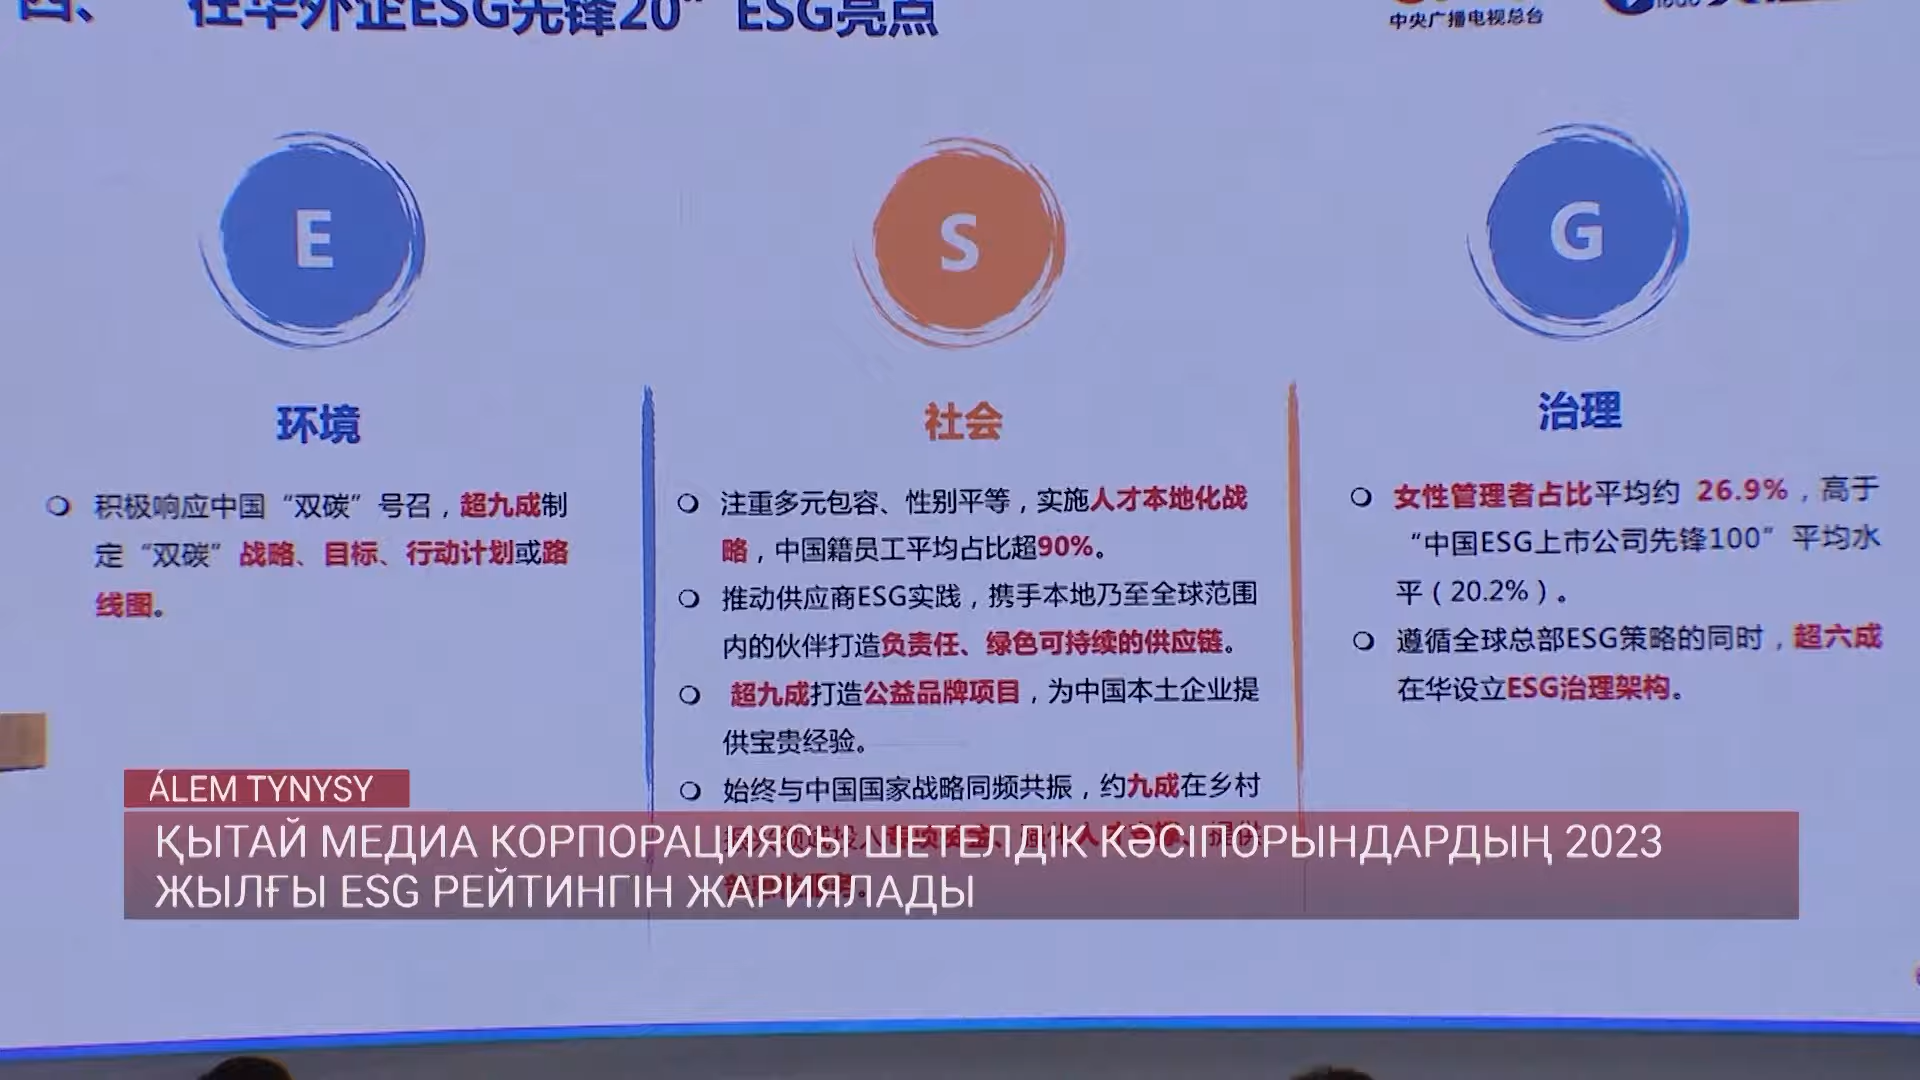 四、“在华外企ESG先锋20”ESG亮点
中央广播电视总台
E
S
G
环境
社会
治理
积极响应中国“双碳”号召，超九成制
定“双碳”战略、目标、行动计划或路
线图。
注重多元包容、性别平等，实施人才本地化战
略，中国籍员工平均占比超90%。
推动供应商ESG实践，携手本地乃至全球范围
内的伙伴打造负责任、绿色可持续的供应链。
超九成打造公益品牌项目，为中国本土企业提
供宝贵经验。
始终与中国国家战略同频共振，约九成在乡村
女性管理者占比平均约 26.9%，高于
“中国ESG上市公司先锋100”平均水
平（20.2%）。
遵循全球总部ESG策略的同时，超六成
在华设立ESG治理架构。
ÁLEM TYNYSY
ҚЫТАЙ МЕДИА КОРПОРАЦИЯСЫ ШЕТЕЛДІК КӘСІПОРЫНДАРДЫҢ 2023
ЖЫЛҒЫ ESG РЕЙТИНГІН ЖАРИЯЛАДЫ